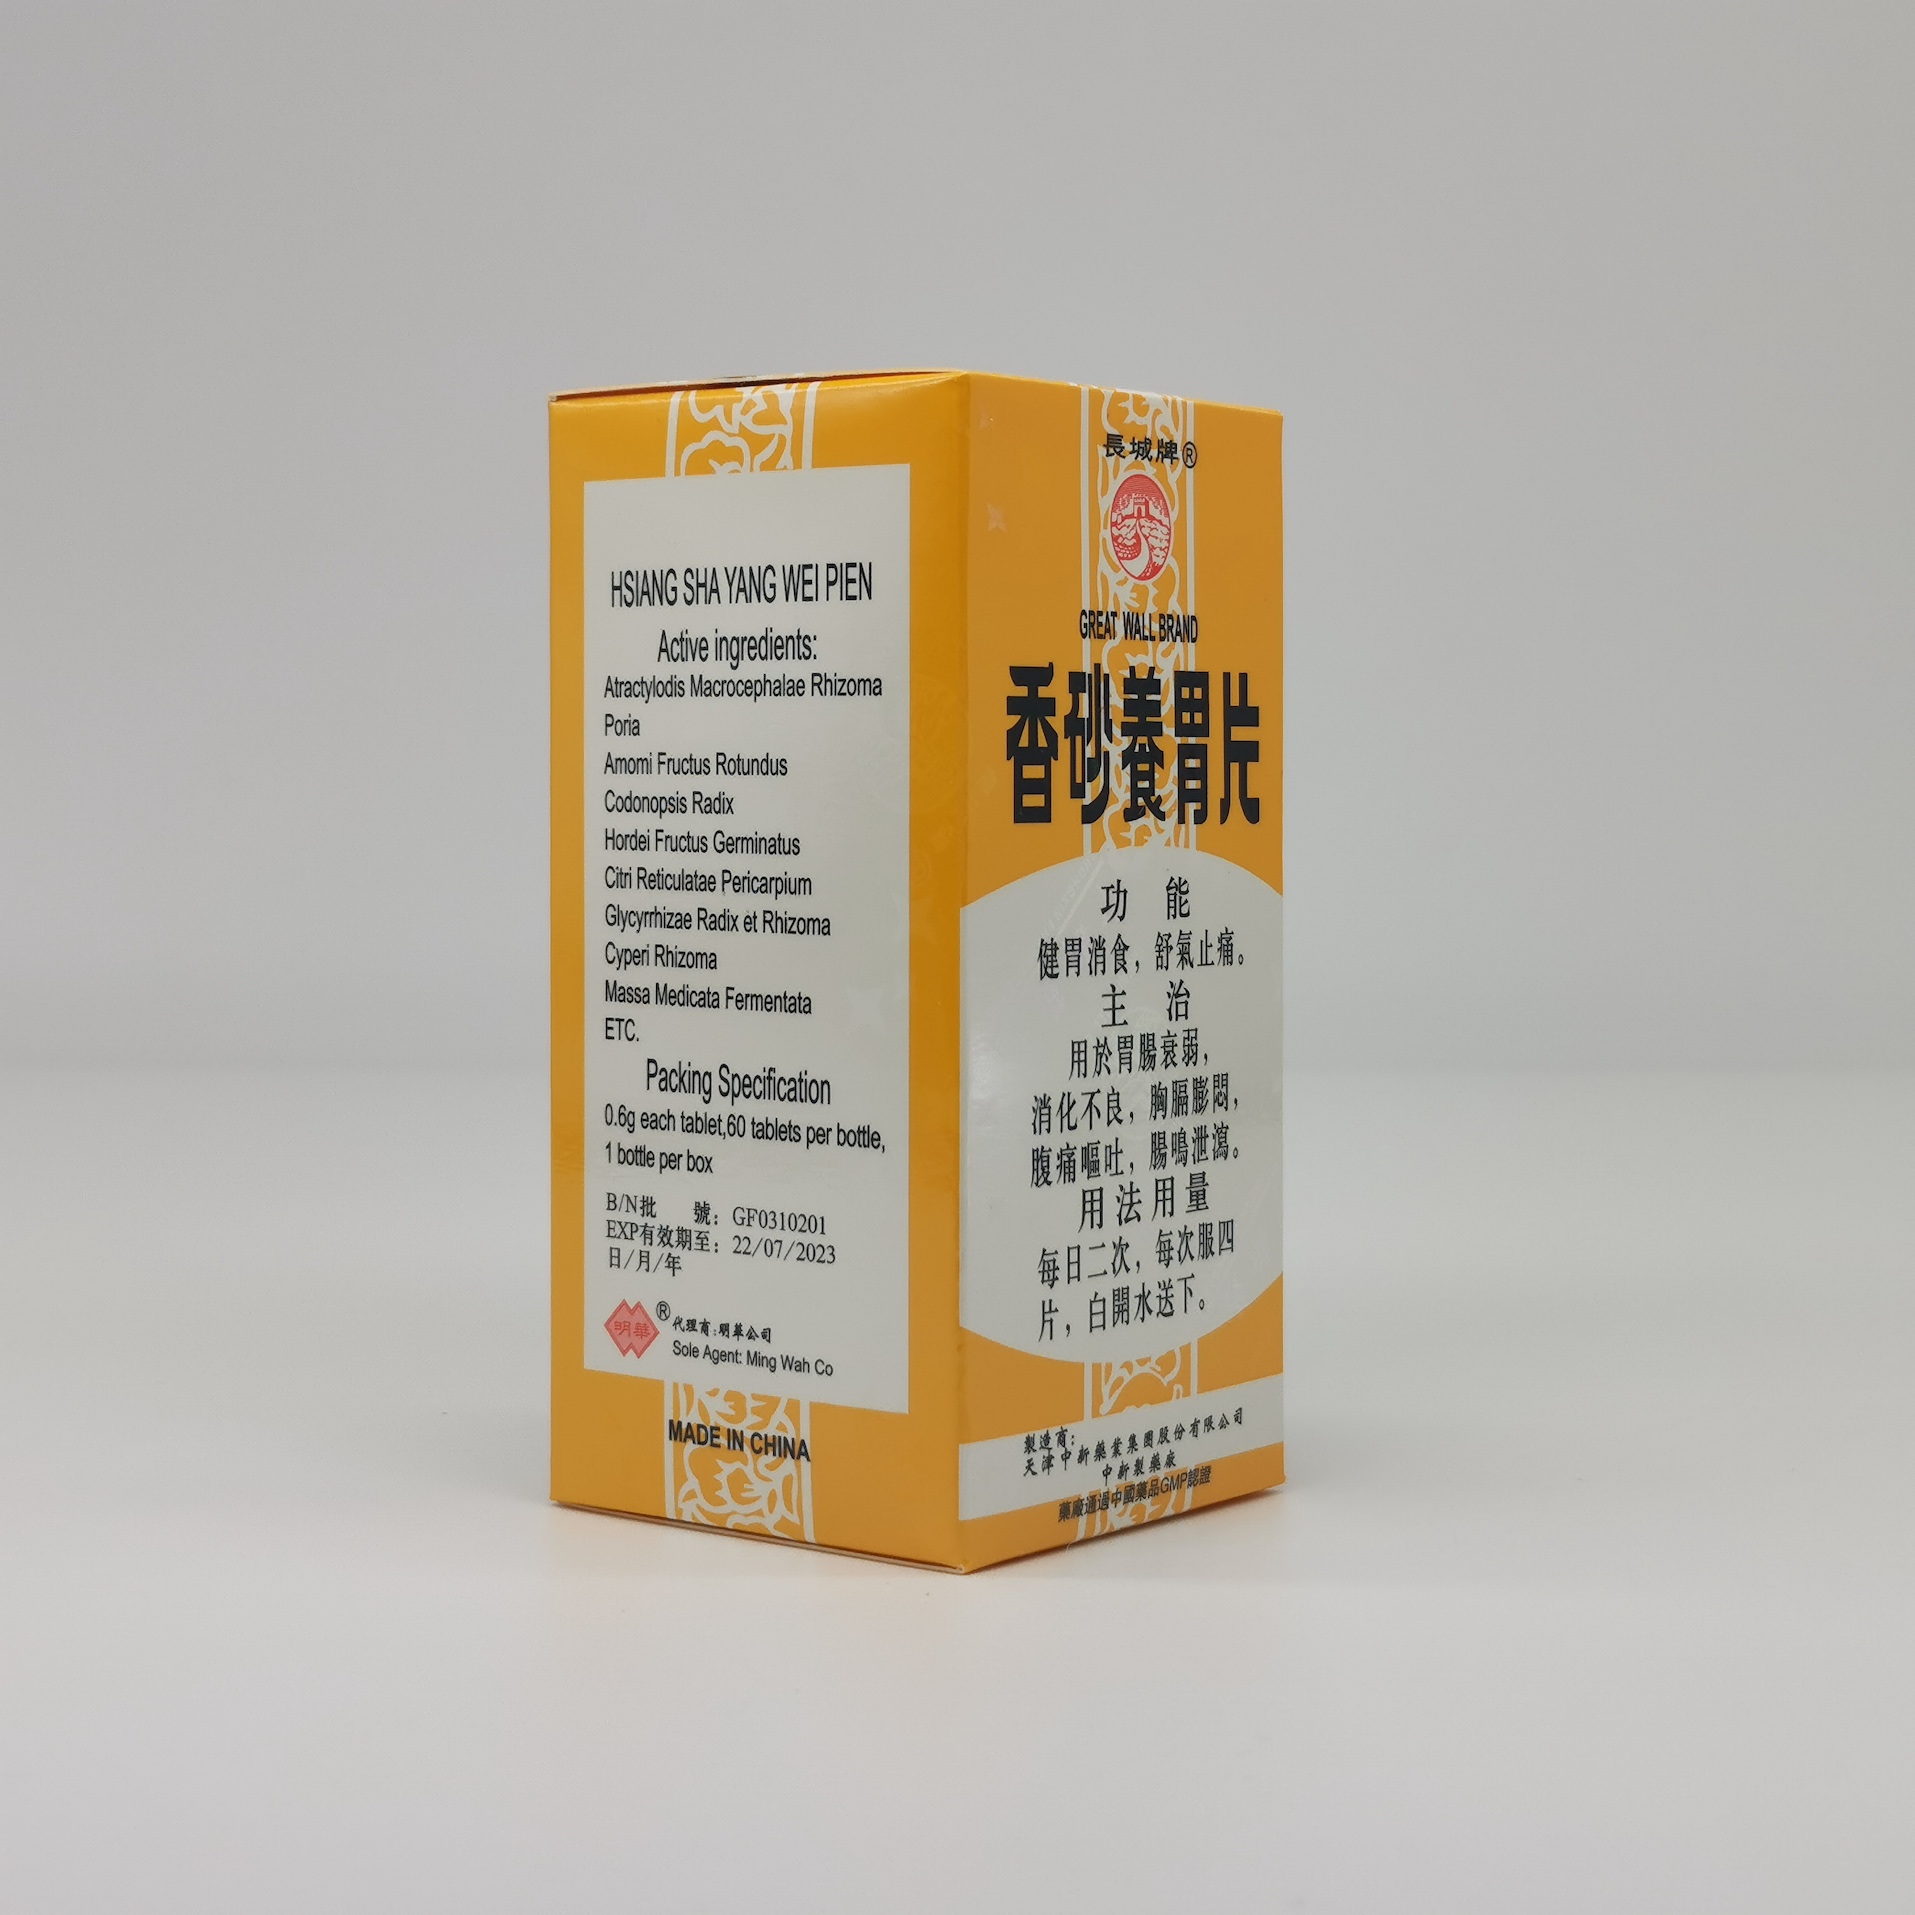 HSIANG SHA YANG WEI PIEN
Active ingredients:
Atractylodis Macrocephalae Rhizoma
Poria
Amomi Fructus Rotundus
Codonopsis Radix
Hordei Fructus Germinatus
Citri Reticulatae Pericarpium
Glycyrrhizae Radix et Rhizoma
Cyperi Rhizoma
Massa Medicata Fermentata
ETC.
Packing Specification
0.6g each tablet,60 tablets per bottle,
1 bottle per box
B/N批 號：GF0310201
EXP有效期至：22/07/2023
日/月/年
明華
® 代理商：明華公司
Sole Agent: Ming Wah Co
MADE IN CHINA
長城牌®
GREAT WALL BRAND
香砂養胃片
功 能
健胃消食，舒氣止痛。
主 治
用於胃腸衰弱，
消化不良，胸膈膨悶，
腹痛嘔吐，腸鳴泄瀉。
用法用量
每日二次，每次服四
片，白開水送下。
製造商：
天津中新藥業集團股份有限公司
中新製藥廠
藥廠通過中國藥品GMP認證